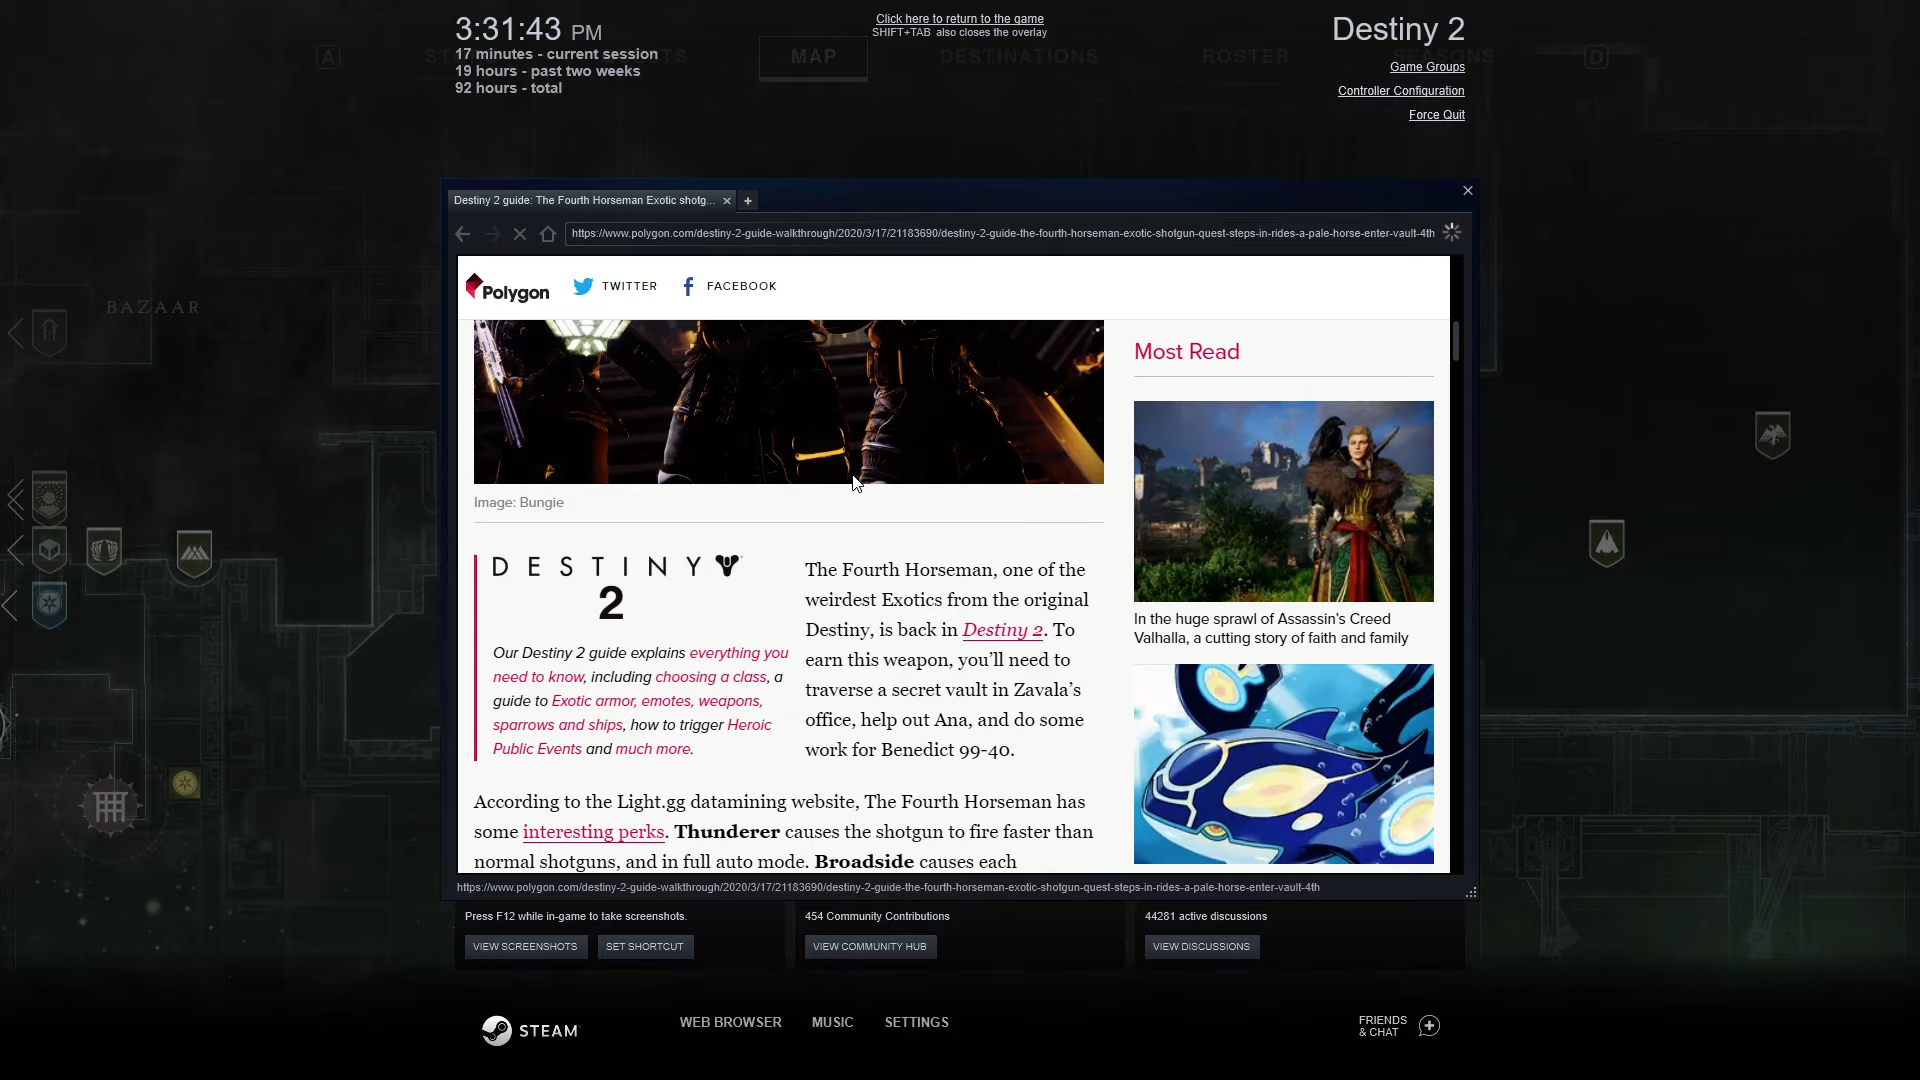 3:31:43 PM
17 minutes - current session
19 hours - past two weeks
92 hours - total
Click here to return to the game
SHIFT+TAB also closes the overlay
Destiny 2
Game Groups
Controller Configuration
Force Quit
A
MAP
DESTINATIONS
ROSTER
SEASONS
D
BAZAAR
Destiny 2 guide: The Fourth Horseman Exotic shotg...
https://www.polygon.com/destiny-2-guide-walkthrough/2020/3/17/21183690/destiny-2-guide-the-fourth-horseman-exotic-shotgun-quest-steps-in-rides-a-pale-horse-enter-vault-4th
Polygon
TWITTER
FACEBOOK
Image: Bungie
DESTINY
2
Our Destiny 2 guide explains everything you
need to know, including choosing a class, a
guide to Exotic armor, emotes, weapons,
sparrows and ships, how to trigger Heroic
Public Events and much more.
The Fourth Horseman, one of the
weirdest Exotics from the original
Destiny, is back in Destiny 2. To
earn this weapon, you’ll need to
traverse a secret vault in Zavala’s
office, help out Ana, and do some
work for Benedict 99-40.
According to the Light.gg datamining website, The Fourth Horseman has
some interesting perks. Thunderer causes the shotgun to fire faster than
normal shotguns, and in full auto mode. Broadside causes each
Most Read
In the huge sprawl of Assassin’s Creed
Valhalla, a cutting story of faith and family
https://www.polygon.com/destiny-2-guide-walkthrough/2020/3/17/21183690/destiny-2-guide-the-fourth-horseman-exotic-shotgun-quest-steps-in-rides-a-pale-horse-enter-vault-4th
Press F12 while in-game to take screenshots.
VIEW SCREENSHOTS
SET SHORTCUT
454 Community Contributions
VIEW COMMUNITY HUB
44281 active discussions
VIEW DISCUSSIONS
STEAM
WEB BROWSER
MUSIC
SETTINGS
FRIENDS
& CHAT